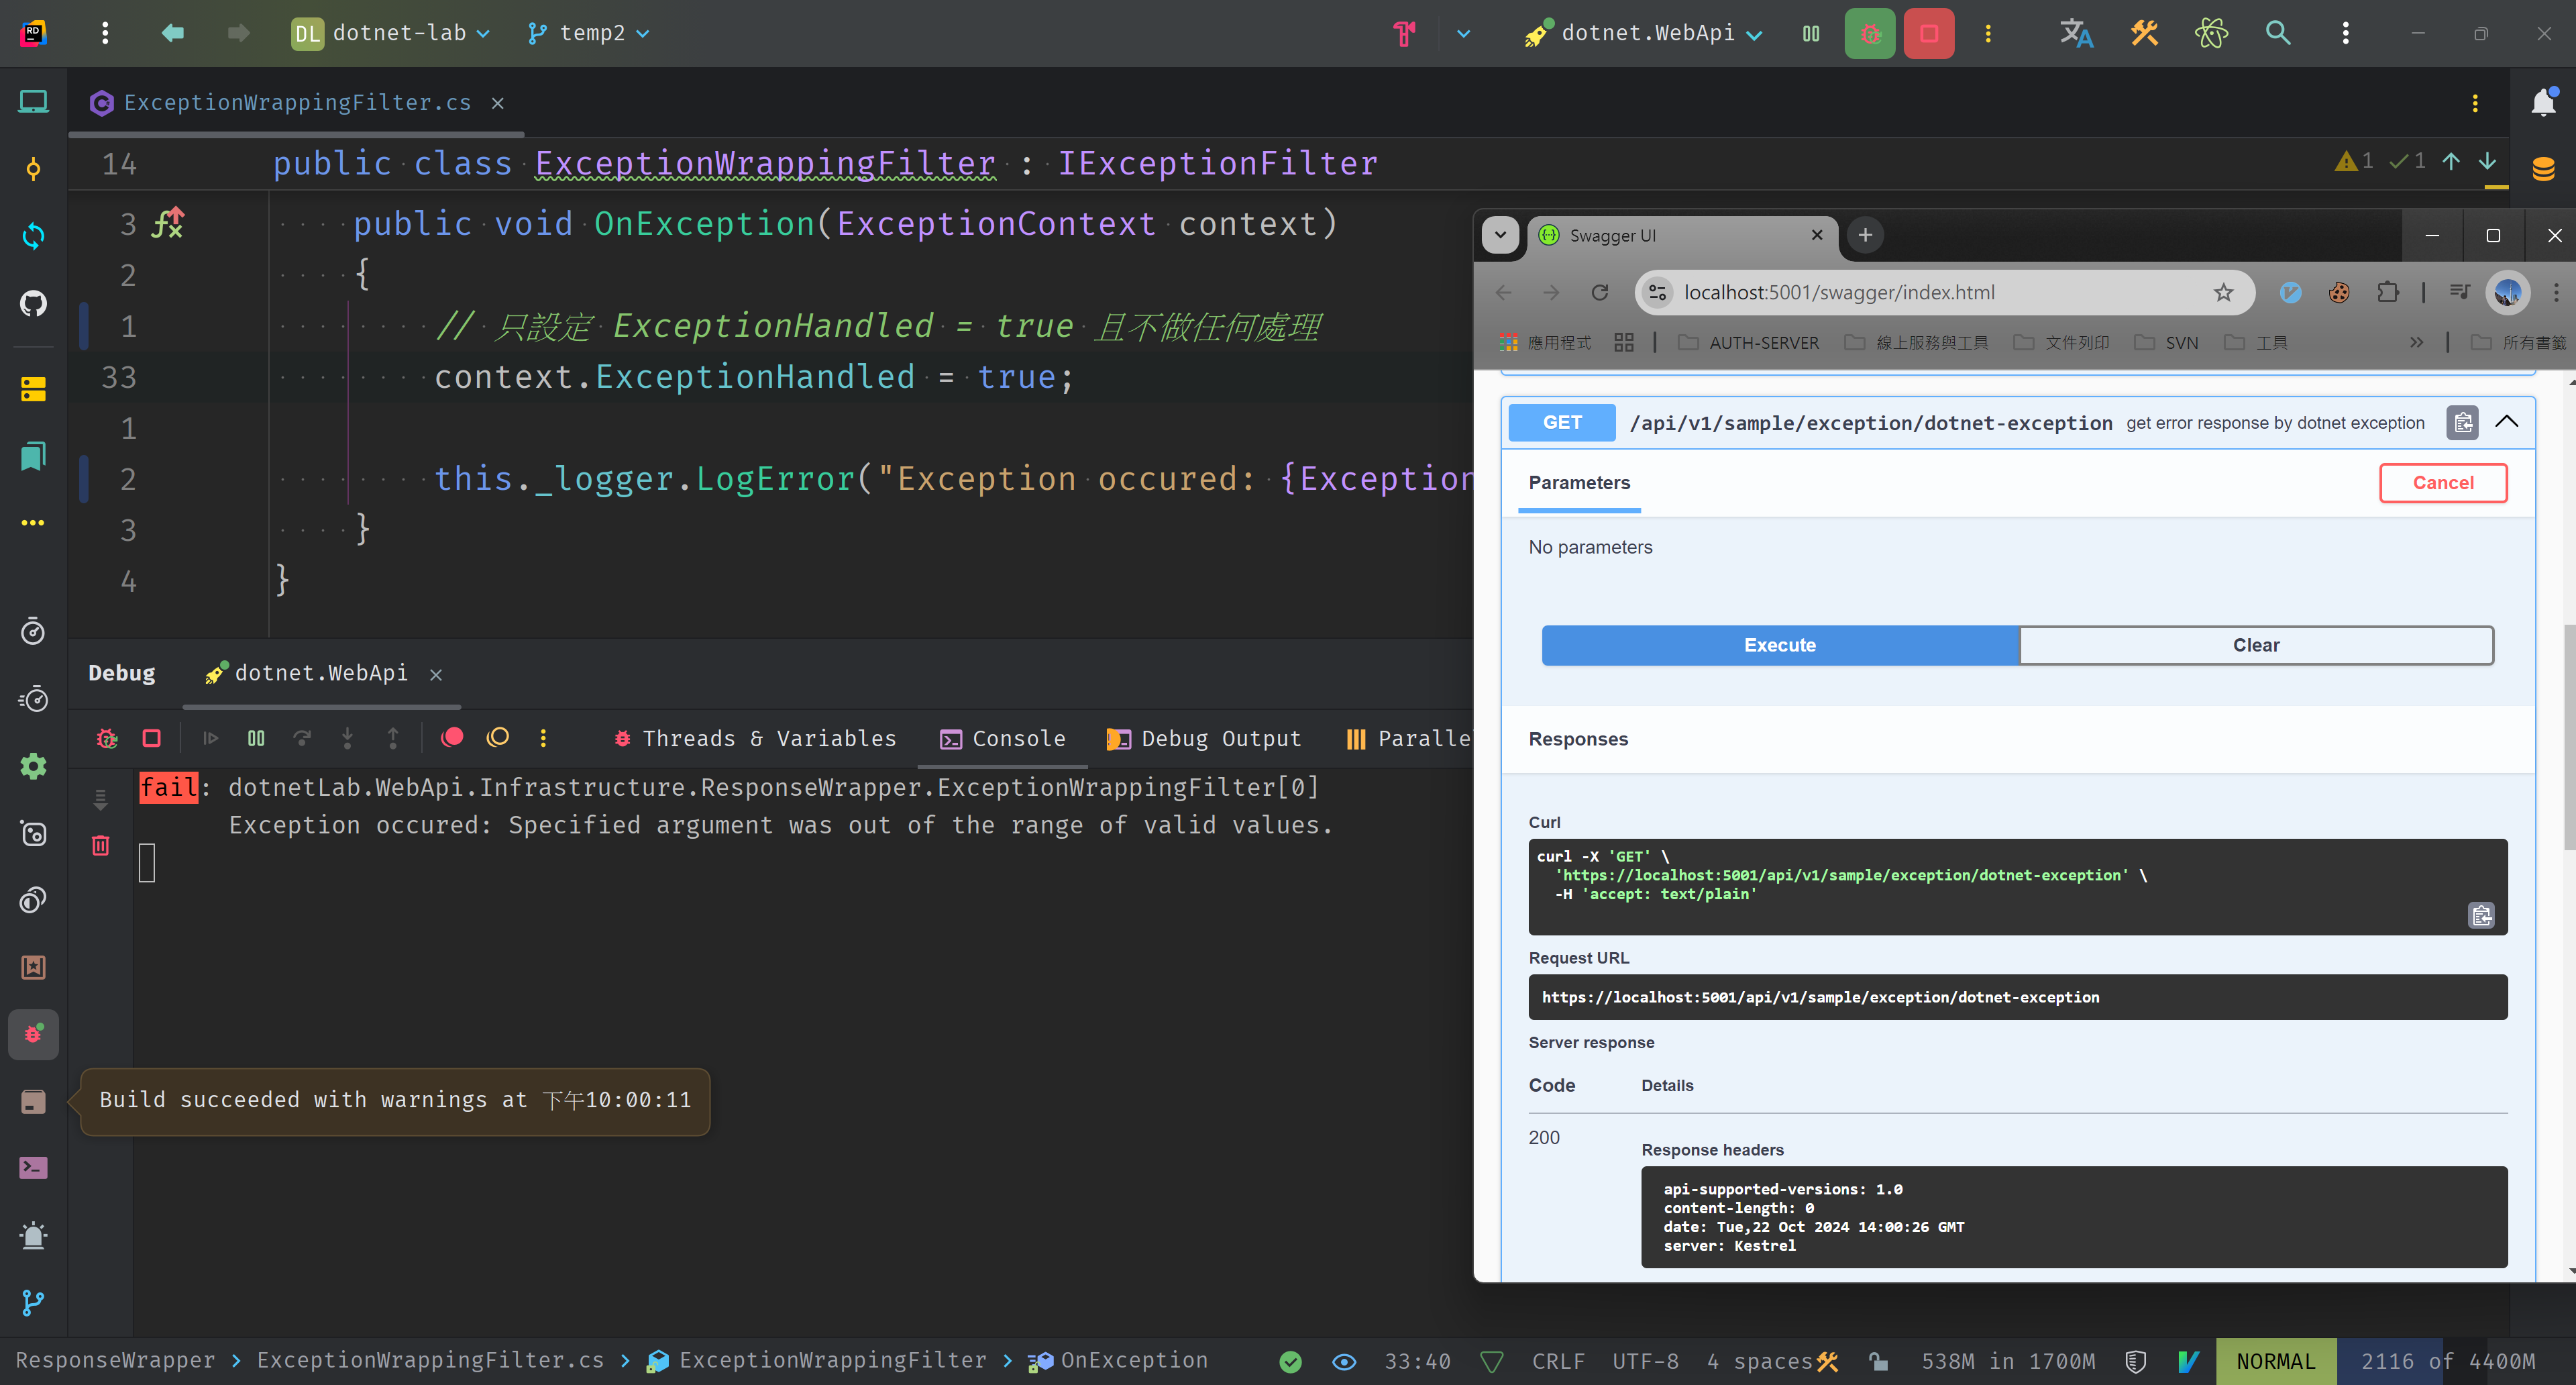 RD
DL dotnet-lab
temp2
dotnet.WebApi
ExceptionWrappingFilter.cs
14 public class ExceptionWrappingFilter : IExceptionFilter
1 1
3 public void OnException(ExceptionContext context)
2 {
1 // 只設定 ExceptionHandled = true 且不做任何處理
33 context.ExceptionHandled = true;
1
2 this._logger.LogError("Exception occured: {Exception
3 }
4 }
Debug
dotnet.WebApi
Threads & Variables
Console
Debug Output
Paralle
fail: dotnetLab.WebApi.Infrastructure.ResponseWrapper.ExceptionWrappingFilter[0]
Exception occured: Specified argument was out of the range of valid values.
Build succeeded with warnings at 下午10:00:11
Swagger UI
localhost:5001/swagger/index.html
應用程式
AUTH-SERVER
線上服務與工具
文件列印
SVN
工具
所有書籤
GET /api/v1/sample/exception/dotnet-exception get error response by dotnet exception
Parameters
Cancel
No parameters
Execute
Clear
Responses
Curl
curl -X 'GET' \
'https://localhost:5001/api/v1/sample/exception/dotnet-exception' \
-H 'accept: text/plain'
Request URL
https://localhost:5001/api/v1/sample/exception/dotnet-exception
Server response
Code Details
200
Response headers
api-supported-versions: 1.0
content-length: 0
date: Tue,22 Oct 2024 14:00:26 GMT
server: Kestrel
ResponseWrapper › ExceptionWrappingFilter.cs › ExceptionWrappingFilter › OnException
33:40
CRLF
UTF-8
4 spaces
538M in 1700M
NORMAL
2116 of 4400M